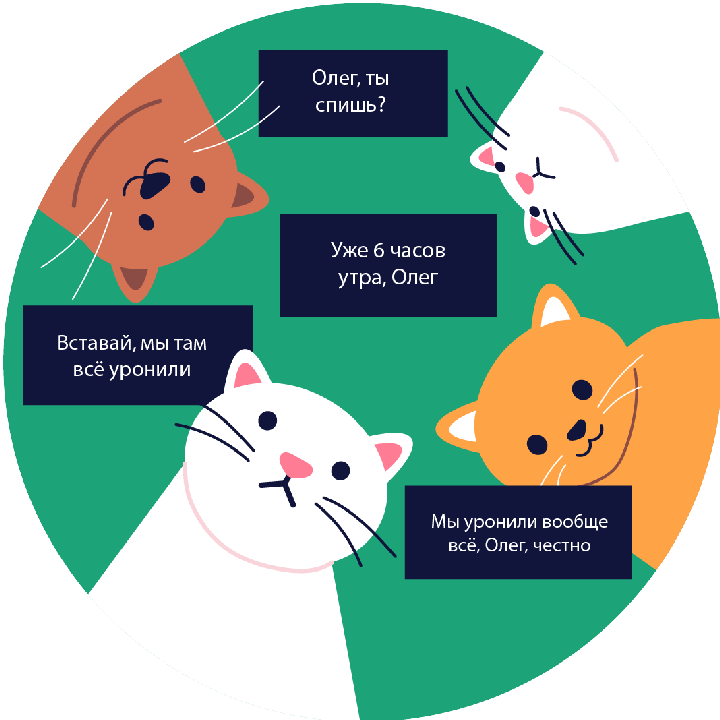 Олег, ты
спишь?
Уже 6 часов
утра, Олег
Вставай, мы там
всё уронили
Мы уронили вообще
всё, Олег, честно